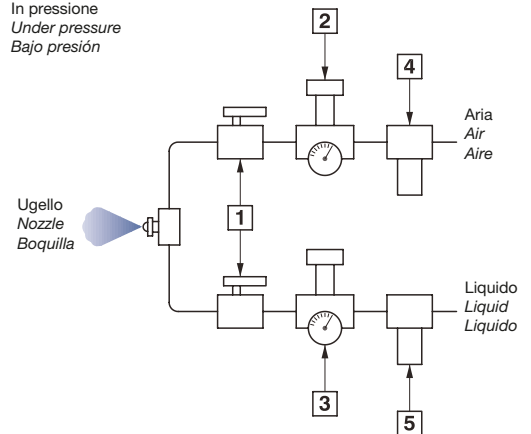 In pressione
Under pressure
Bajo presión
2
4
Aria
Air
Aire
Ugello
Nozzle
Boquilla
1
Liquido
Liquid
Liquido
3
5